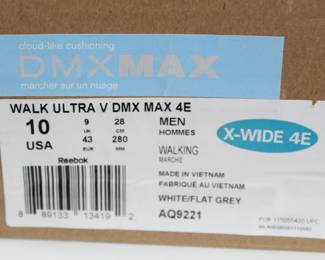 cloud-like cushioning
DMXMAX
marcher sur un nuage
WALK ULTRA V DMX MAX 4E
10 9 28 MEN
USA UK CM HOMMES
43 280 WALKING
EUR MM MARCHE
X-WIDE 4E
Reebok
MADE IN VIETNAM
FABRIQUÉ AU VIETNAM
WHITE/FLAT GREY
AQ9221
8 89133 13419 2